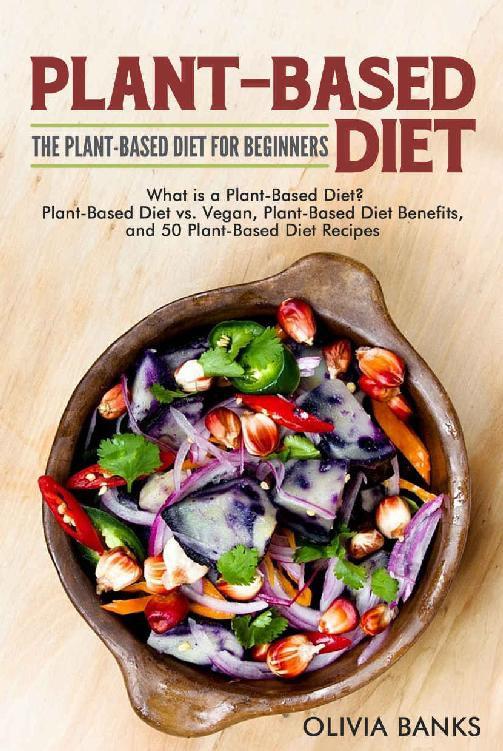 PLANT-BASED
THE PLANT-BASED DIET FOR BEGINNERS DIET
What is a Plant-Based Diet?
Plant-Based Diet vs. Vegan, Plant-Based Diet Benefits,
and 50 Plant-Based Diet Recipes
OLIVIA BANKS